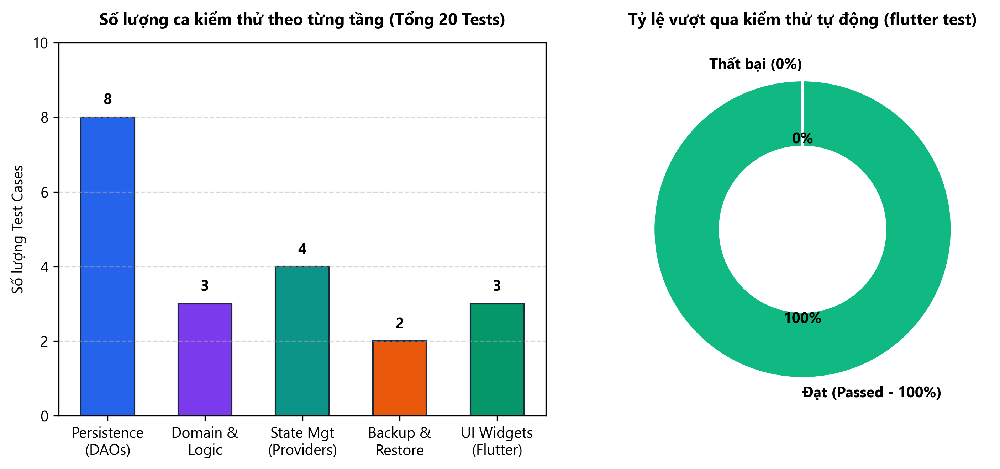 Số lượng ca kiểm thử theo từng tầng (Tổng 20 Tests)
Số lượng Test Cases
10
8
6
4
2
0
8
3
4
2
3
Persistence
(DAOs)
Domain &
Logic
State Mgt
(Providers)
Backup &
Restore
UI Widgets
(Flutter)
Tỷ lệ vượt qua kiểm thử tự động (flutter test)
Thất bại (0%)
0%
100%
Đạt (Passed - 100%)